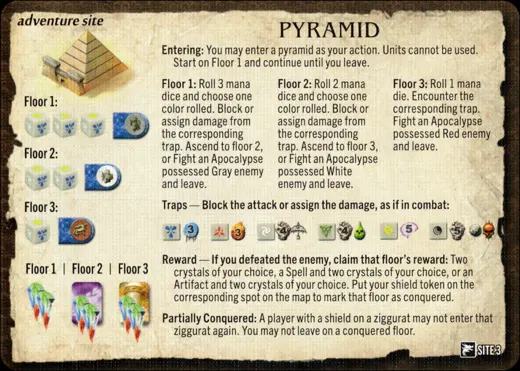 adventure site
PYRAMID
Entering: You may enter a pyramid as your action. Units cannot be used.
Start on Floor 1 and continue until you leave.
Floor 1:
Floor 2:
Floor 3:
Floor 1 | Floor 2 | Floor 3
Floor 1: Roll 3 mana
dice and choose one
color rolled. Block or
assign damage from
the corresponding
trap. Ascend to floor 2,
or Fight an Apocalypse
possessed Gray enemy
and leave.
Floor 2: Roll 2 mana
dice and choose one
color rolled. Block or
assign damage from
the corresponding
trap. Ascend to floor 3,
or Fight an Apocalypse
possessed White
enemy and leave.
Floor 3: Roll 1 mana
die. Encounter the
corresponding trap.
Fight an Apocalypse
possessed Red enemy
and leave.
Traps — Block the attack or assign the damage, as if in combat:
3 3 4 4 5 5
Reward — If you defeated the enemy, claim that floor's reward: Two
crystals of your choice, a Spell and two crystals of your choice, or an
Artifact and two crystals of your choice. Put your shield token on the
corresponding spot on the map to mark that floor as conquered.
Partially Conquered: A player with a shield on a ziggurat may not enter that
ziggurat again. You may not leave on a conquered floor.
SITE 3